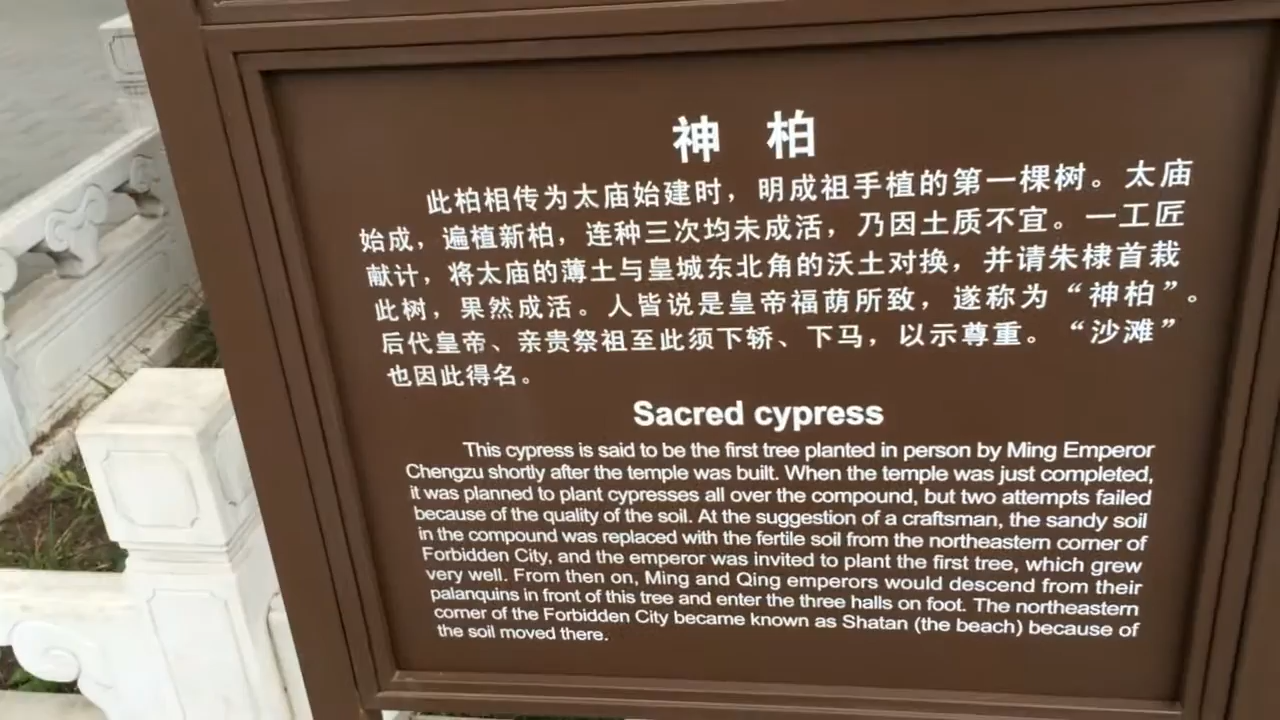 神 柏
此柏相传为太庙始建时，明成祖手植的第一棵树。太庙
始成，遍植新柏，连种三次均未成活，乃因土质不宜。一工匠
献计，将太庙的薄土与皇城东北角的沃土对换，并请朱棣首栽
此树，果然成活。人皆说是皇帝福荫所致，遂称为“神柏”。
后代皇帝、亲贵祭祖至此须下轿、下马，以示尊重。“沙滩”
也因此得名。
Sacred cypress
This cypress is said to be the first tree planted in person by Ming Emperor
Chengzu shortly after the temple was built. When the temple was just completed,
it was planned to plant cypresses all over the compound, but two attempts failed
because of the quality of the soil. At the suggestion of a craftsman, the sandy soil
in the compound was replaced with the fertile soil from the northeastern corner of
Forbidden City, and the emperor was invited to plant the first tree, which grew
very well. From then on, Ming and Qing emperors would descend from their
palanquins in front of this tree and enter the three halls on foot. The northeastern
corner of the Forbidden City became known as Shatan (the beach) because of
the soil moved there.